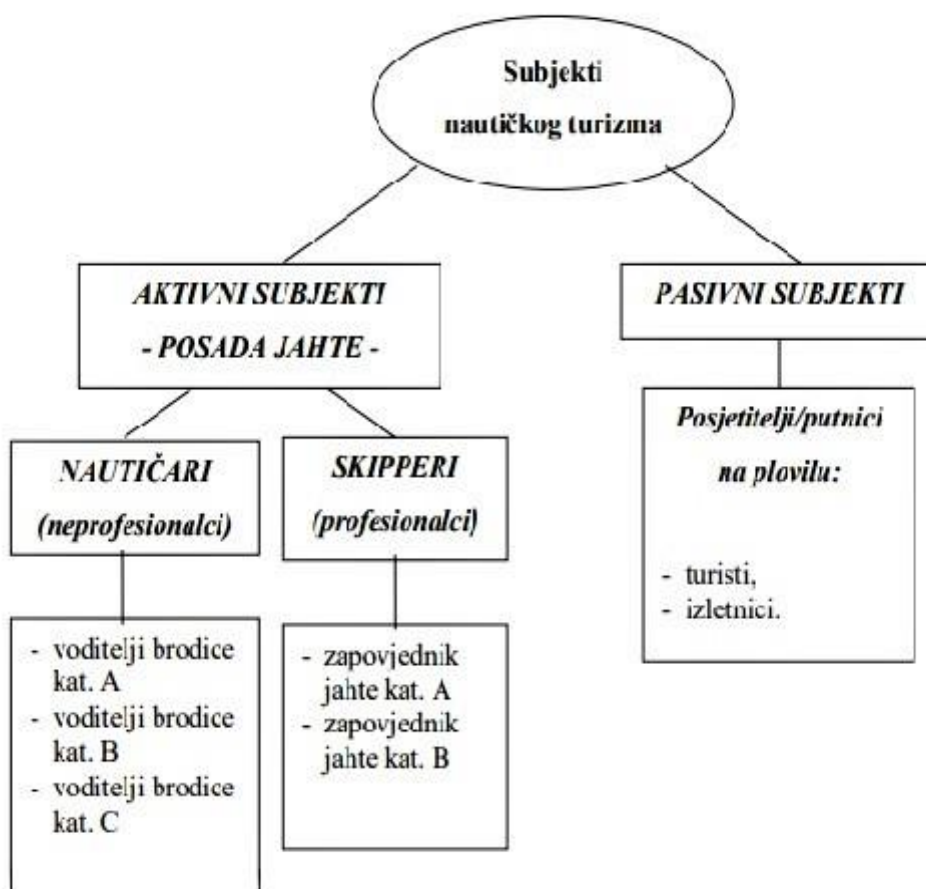 Subjekti
nautičkog turizma
AKTIVNI SUBJEKTI
- POSADA JAHTE -
PASIVNI SUBJEKTI
NAUTIČARI
(neprofesionalci)
SKIPPERI
(profesionalci)
Posjetitelji/putnici
na plovilu:
- turisti,
- izletnici.
- voditelji brodice
kat. A
- voditelji brodice
kat. B
- voditelji brodice
kat. C
- zapovjednik
jahte kat. A
- zapovjednik
jahte kat. B